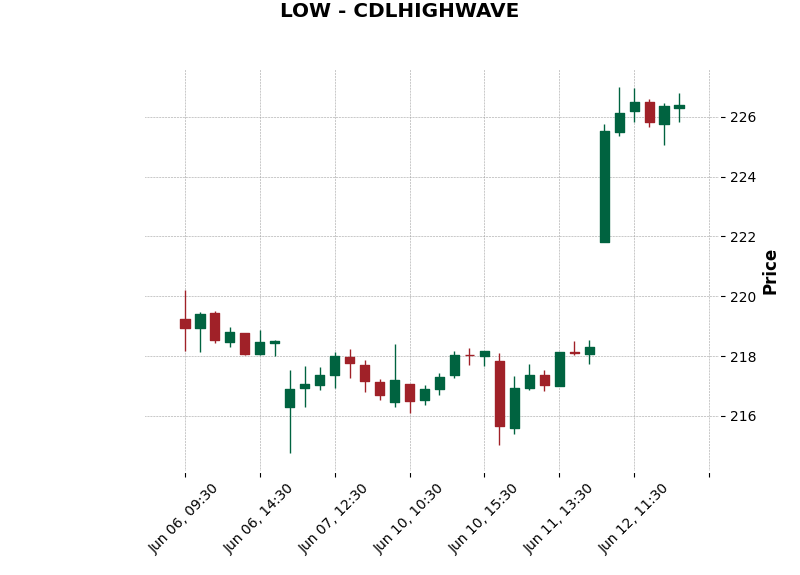 LOW - CDLHIGHWAVE
226
224
222
220
218
216
Price
Jun 06, 09:30
Jun 06, 14:30
Jun 07, 12:30
Jun 10, 10:30
Jun 10, 15:30
Jun 11, 13:30
Jun 12, 11:30